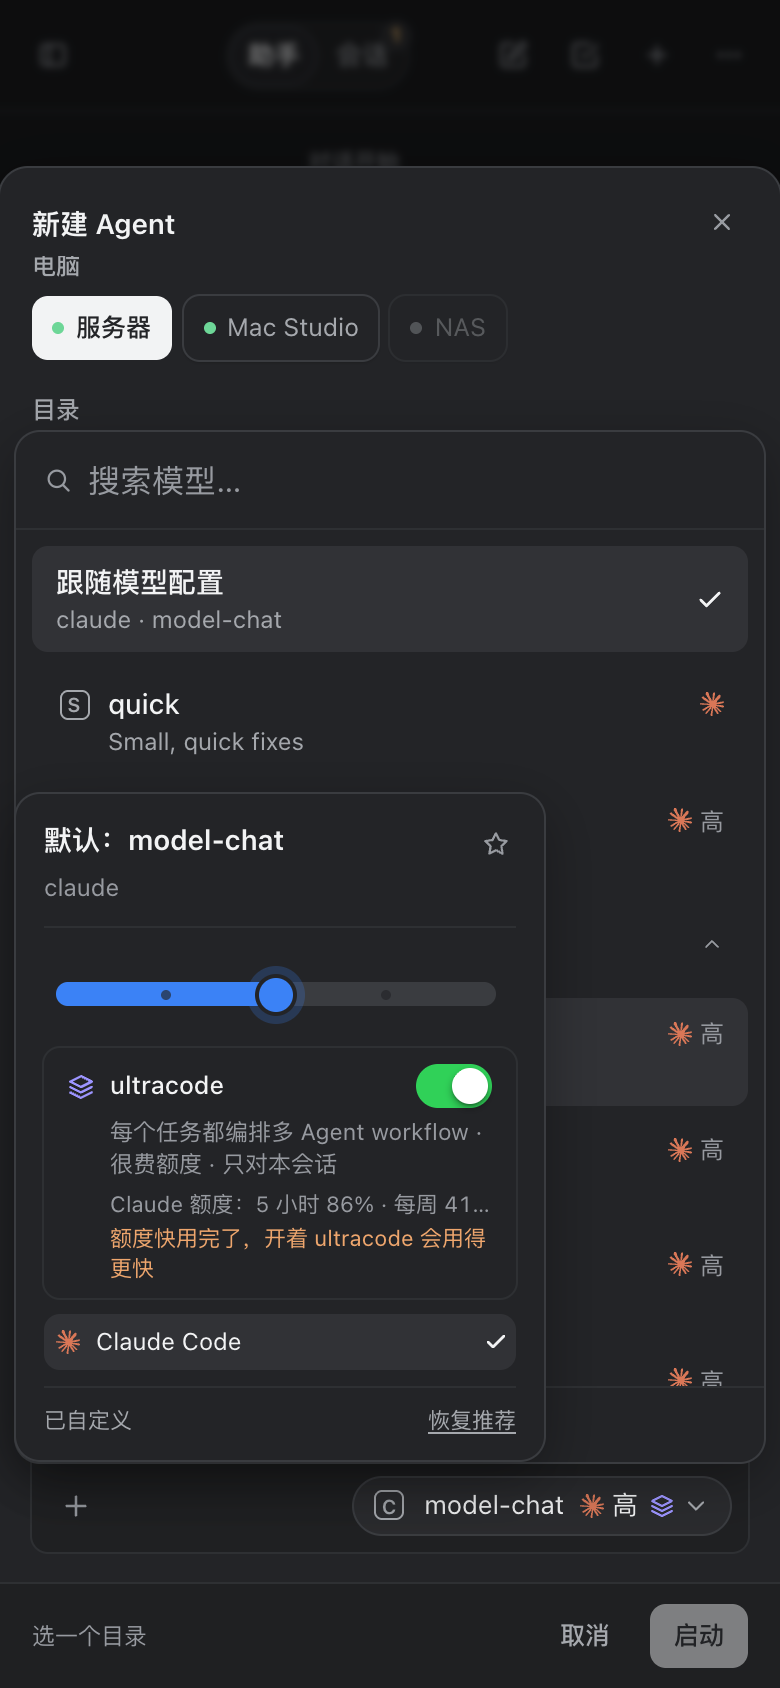 助手 会话
新建 Agent
电脑
服务器 Mac Studio NAS
目录
搜索模型...
跟随模型配置
claude · model-chat
S quick
Small, quick fixes
高
默认：model-chat
claude
高
ultracode
每个任务都编排多 Agent workflow ·
很费额度 · 只对本会话
高
Claude 额度：5 小时 86% · 每周 41...
额度快用完了，开着 ultracode 会用得
更快
高
Claude Code
高
已自定义 恢复推荐
C model-chat 高
选一个目录 取消 启动